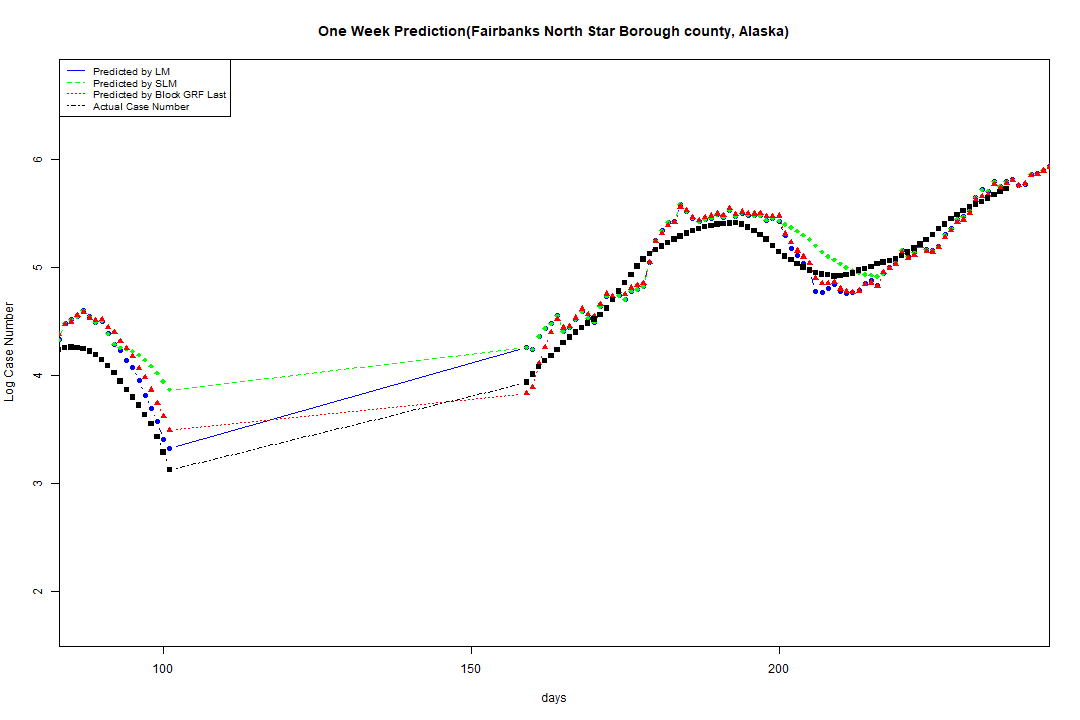 One Week Prediction(Fairbanks North Star Borough county, Alaska)
Predicted by LM
Predicted by SLM
Predicted by Block GRF Last
Actual Case Number
Log Case Number
6
5
4
3
2
100 150 200
days